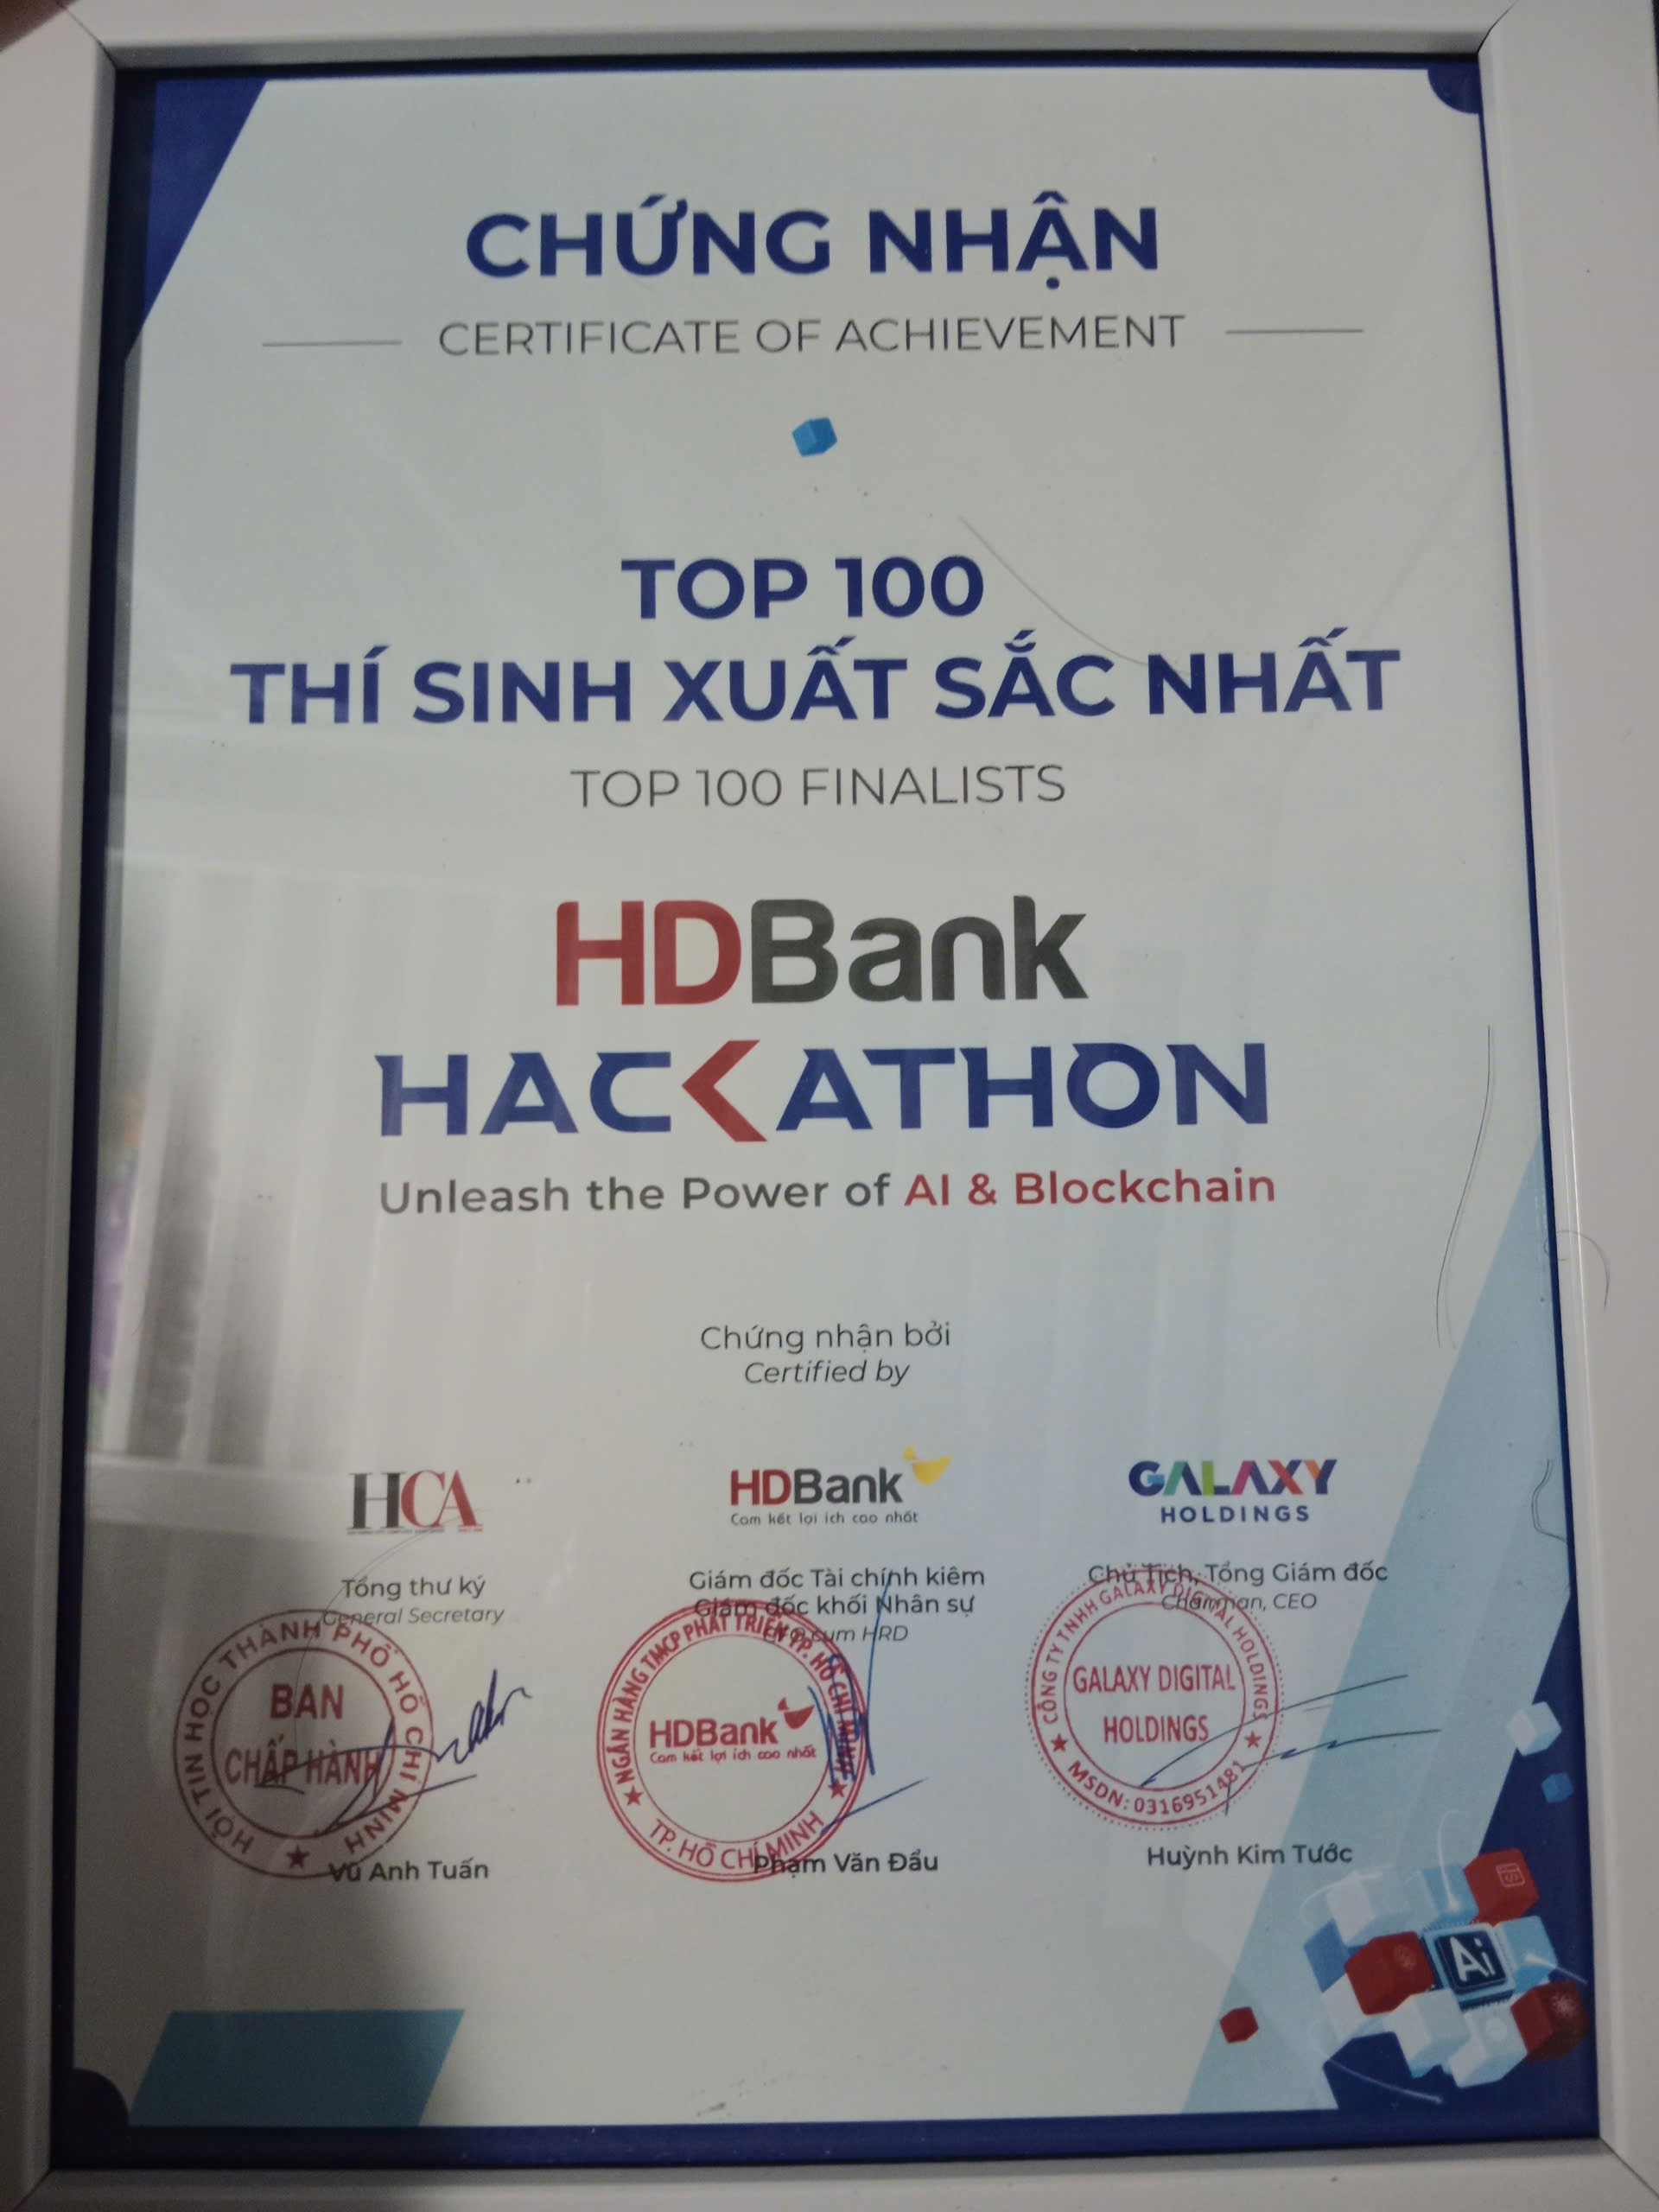 CHỨNG NHẬN
CERTIFICATE OF ACHIEVEMENT
TOP 100
THÍ SINH XUẤT SẮC NHẤT
TOP 100 FINALISTS
HDBank
HACKATHON
Unleash the Power of AI & Blockchain
Chứng nhận bởi
Certified by
HCA
Tổng thư ký
General Secretary
HỘI TIN HỌC THÀNH PHỐ HỒ CHÍ MINH
BAN
CHẤP HÀNH
Vũ Anh Tuấn
HDBank
Cam kết lợi ích cao nhất
Giám đốc Tài chính kiêm
Giám đốc khối Nhân sự
cum HRD
NGÂN HÀNG TMCP PHÁT TRIỂN TP. HỒ CHÍ MINH
HDBank
Cam kết lợi ích cao nhất
TP. HỒ CHÍ MINH
Phạm Văn Đẩu
GALAXY
HOLDINGS
Chủ tịch, Tổng Giám đốc
Chairman, CEO
CÔNG TY TNHH GALAXY DIGITAL HOLDINGS
GALAXY DIGITAL
HOLDINGS
MSDN: 0316951481
Huỳnh Kim Tước
Ai